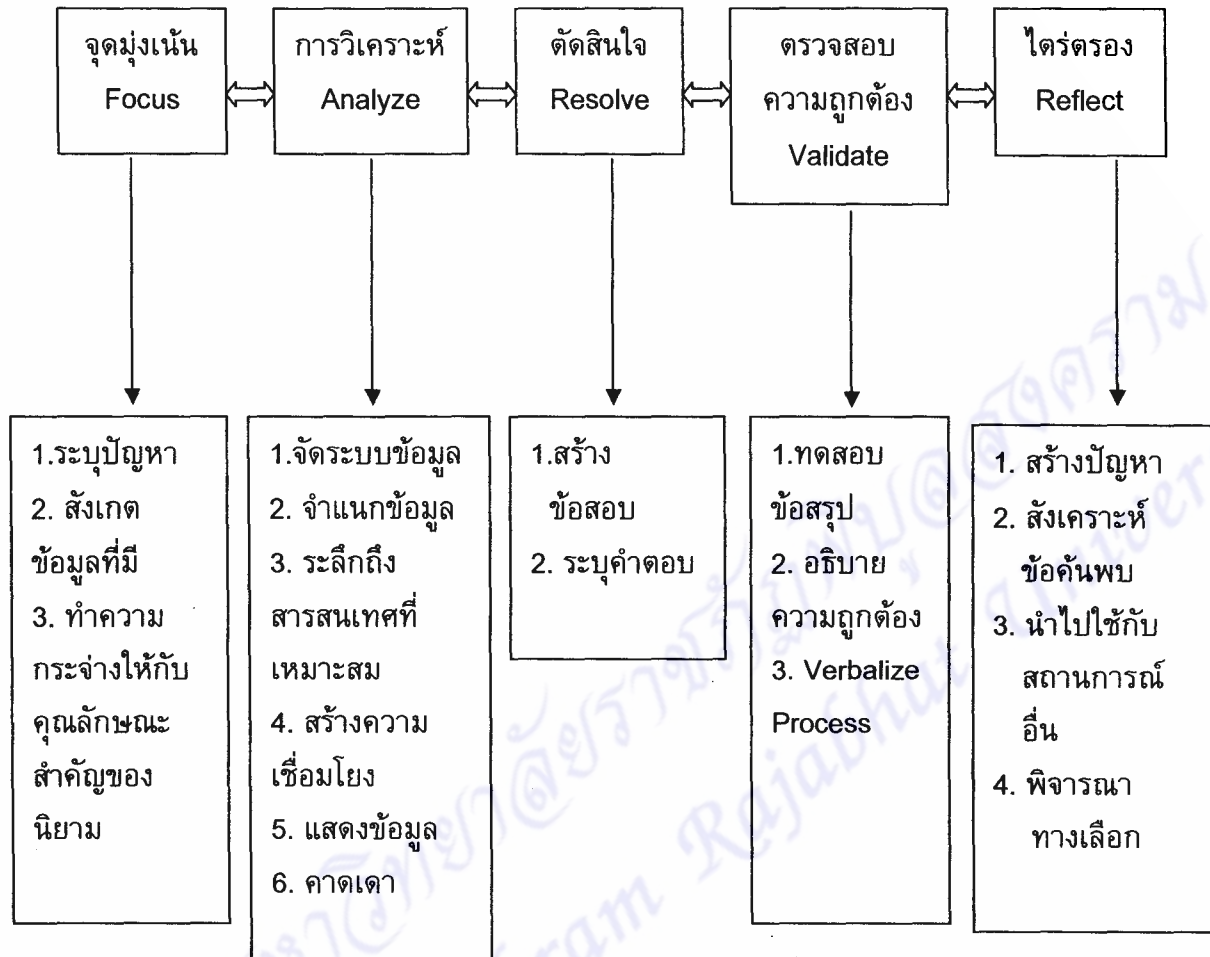 จุดมุ่งเน้น
Focus
การวิเคราะห์
Analyze
ตัดสินใจ
Resolve
ตรวจสอบ
ความถูกต้อง
Validate
ไตร่ตรอง
Reflect
1.ระบุปัญหา
2. สังเกต
ข้อมูลที่มี
3. ทำความ
กระจ่างให้กับ
คุณลักษณะ
สำคัญของ
นิยาม
1.จัดระบบข้อมูล
2. จำแนกข้อมูล
3. ระลึกถึง
สารสนเทศที่
เหมาะสม
4. สร้างความ
เชื่อมโยง
5. แสดงข้อมูล
6. คาดเดา
1.สร้าง
ข้อสอบ
2. ระบุคำตอบ
1.ทดสอบ
ข้อสรุป
2. อธิบาย
ความถูกต้อง
3. Verbalize
Process
1. สร้างปัญหา
2. สังเคราะห์
ข้อค้นพบ
3. นำไปใช้กับ
สถานการณ์
อื่น
4. พิจารณา
ทางเลือก
Rajabhat